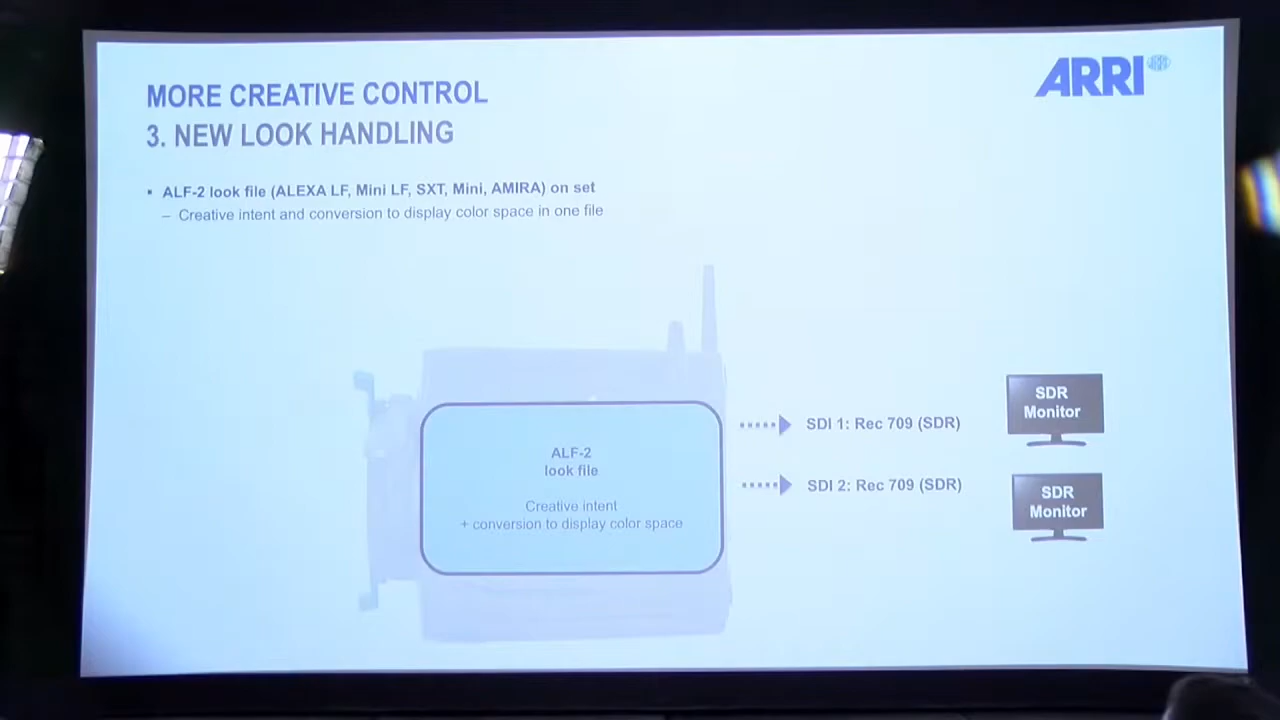 MORE CREATIVE CONTROL
3. NEW LOOK HANDLING
ARRI
▪ ALF-2 look file (ALEXA LF, Mini LF, SXT, Mini, AMIRA) on set
– Creative intent and conversion to display color space in one file
ALF-2
look file
Creative intent
+ conversion to display color space
SDI 1: Rec 709 (SDR)
SDI 2: Rec 709 (SDR)
SDR
Monitor
SDR
Monitor